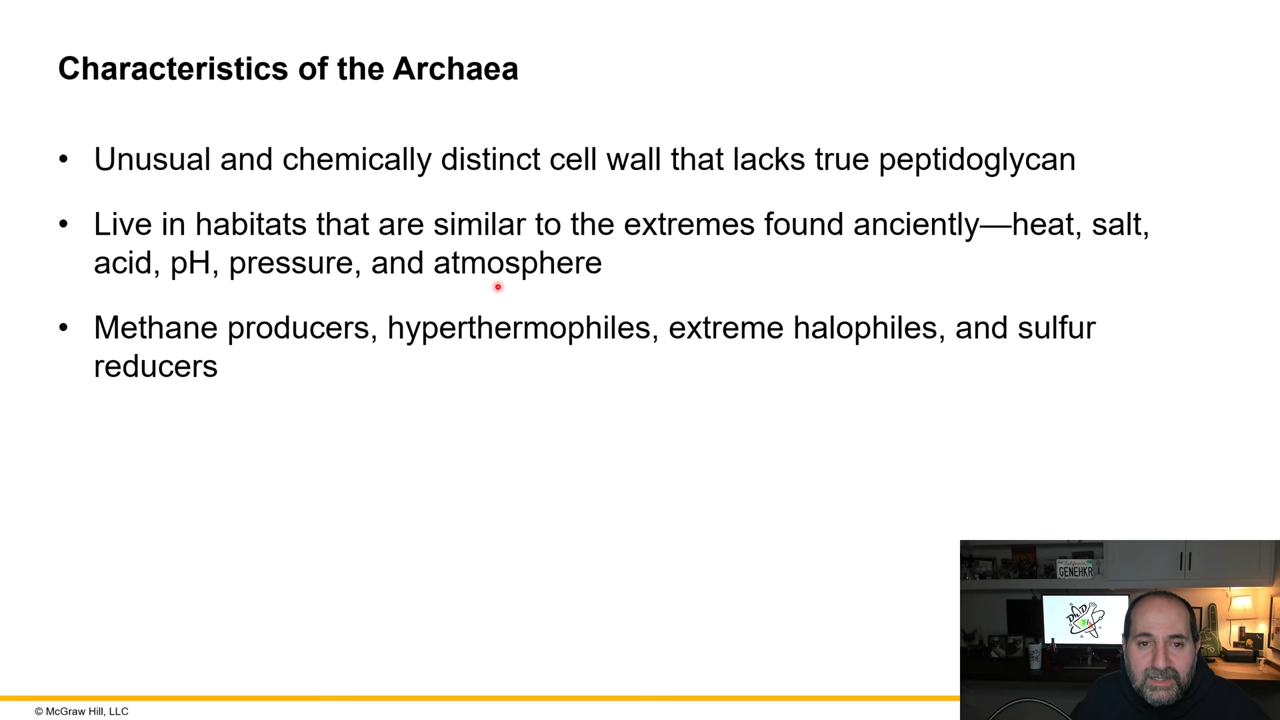 Characteristics of the Archaea
• Unusual and chemically distinct cell wall that lacks true peptidoglycan
• Live in habitats that are similar to the extremes found anciently—heat, salt,
acid, pH, pressure, and atmosphere
• Methane producers, hyperthermophiles, extreme halophiles, and sulfur
reducers
© McGraw Hill, LLC
GENEHKR